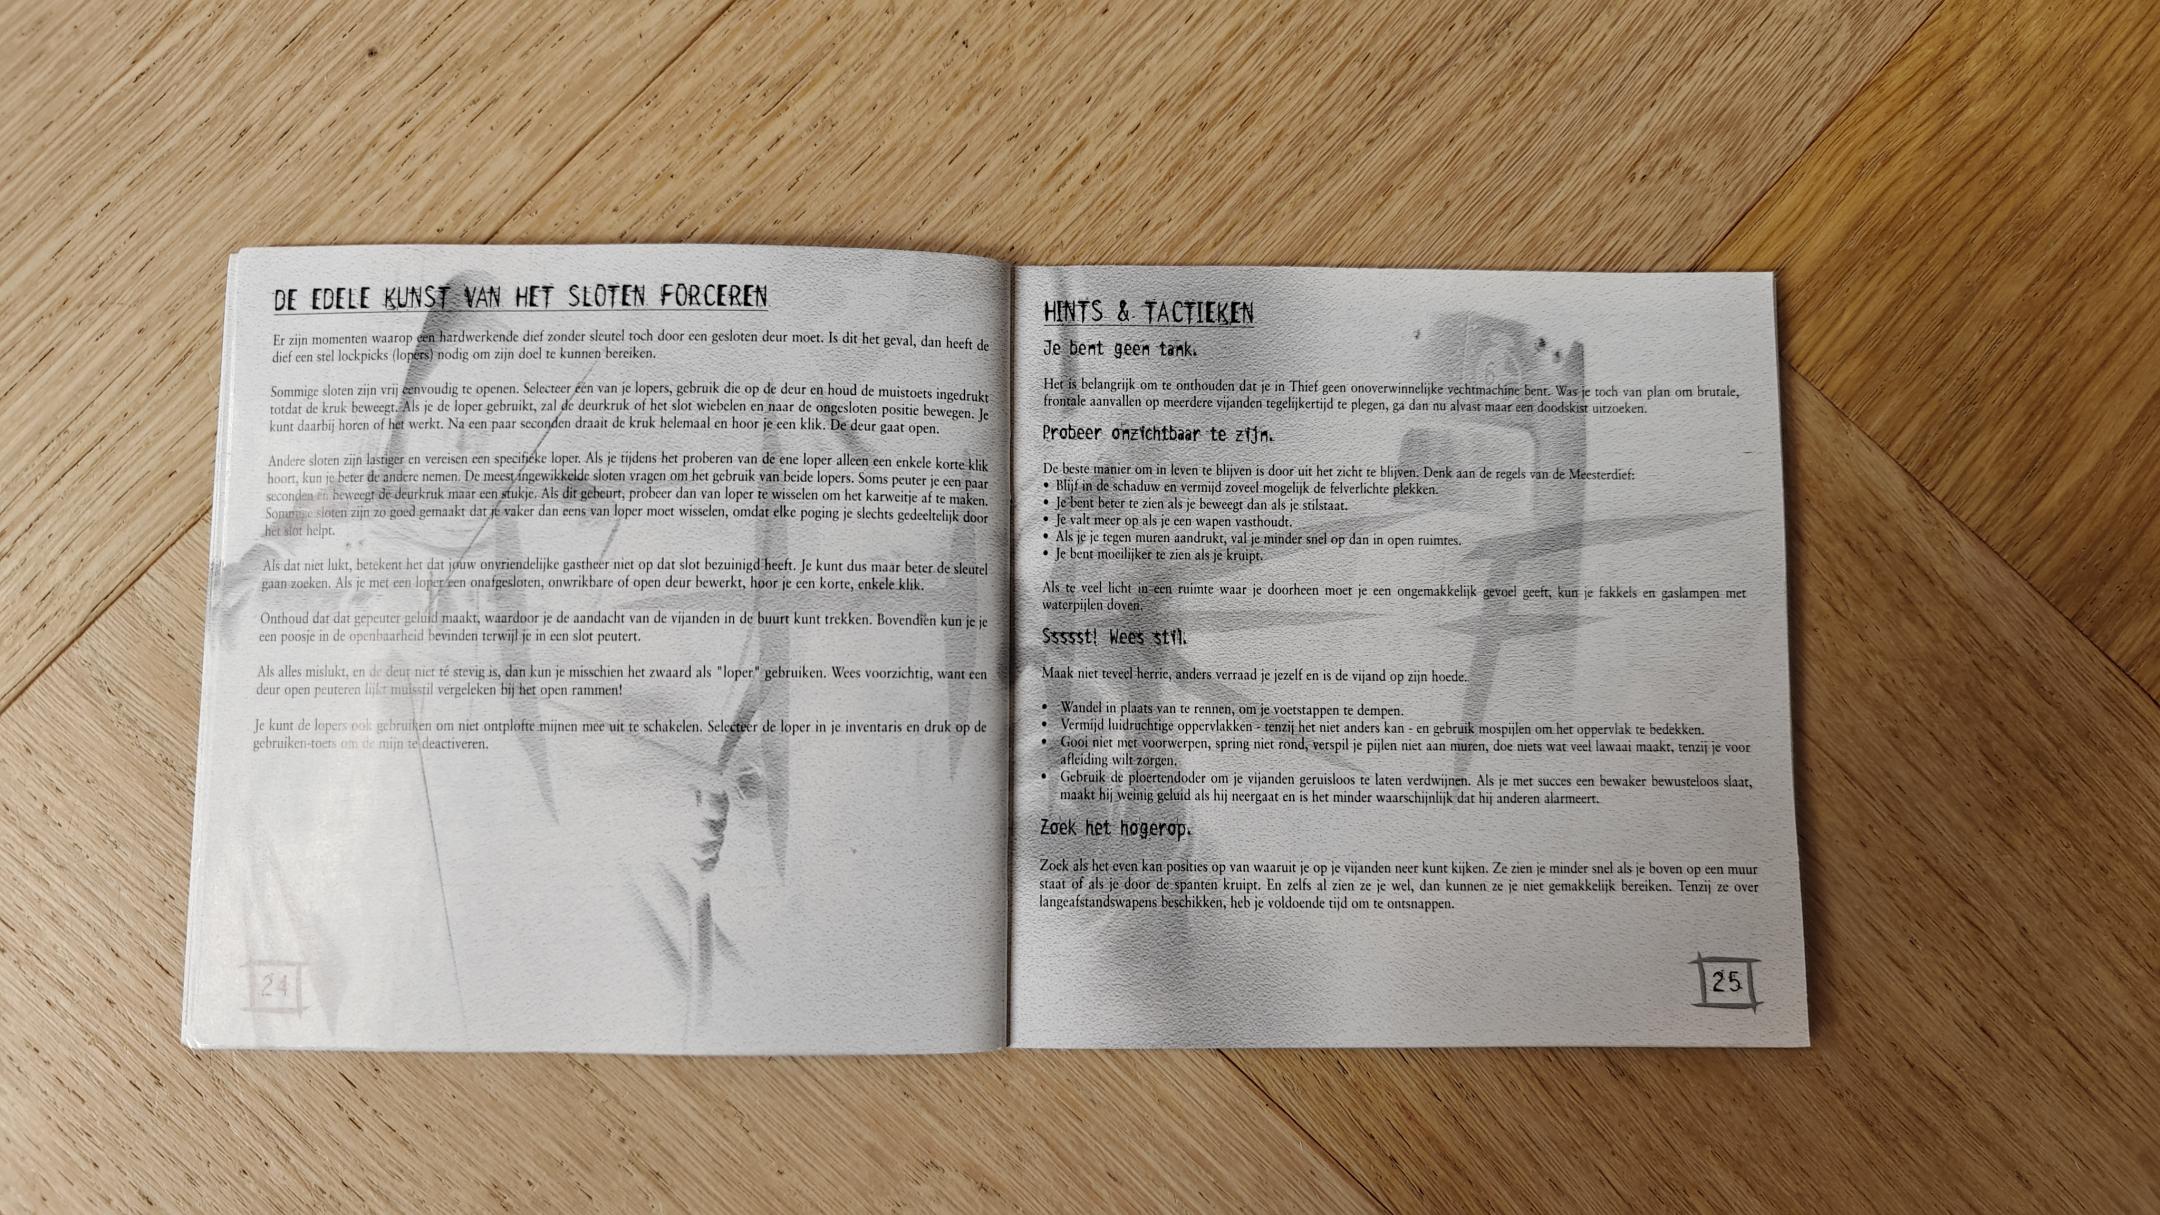 DE EDELE KUNST VAN HET SLOTEN FORCEREN
Er zijn momenten waarop een hardwerkende dief zonder sleutel toch door een gesloten deur moet. Is dit het geval, dan heeft de
dief een stel lockpicks (lopers) nodig om zijn doel te kunnen bereiken.
Sommige sloten zijn vrij eenvoudig te openen. Selecteer één van je lopers, gebruik die op de deur en houd de muistoets ingedrukt
totdat de kruk beweegt. Als je de loper gebruikt, zal de deurkruk of het slot wiebelen en naar de ongesloten positie bewegen. Je
kunt daarbij horen of het werkt. Na een paar seconden draait de kruk helemaal en hoor je een klik. De deur gaat open.
Andere sloten zijn lastiger en vereisen een specifieke loper. Als je tijdens het proberen van de ene loper alleen een enkele korte klik
hoort, kun je beter de andere nemen. De meest ingewikkelde sloten vragen om het gebruik van beide lopers. Soms peuter je een paar
seconden en beweegt de deurkruk maar een stukje. Als dit gebeurt, probeer dan van loper te wisselen om het karweitje af te maken.
Sommige sloten zijn zo goed gemaakt dat je vaker dan eens van loper moet wisselen, omdat elke poging je slechts gedeeltelijk door
het slot helpt.
Als dat niet lukt, betekent het dat jouw onvriendelijke gastheer niet op dat slot bezuinigd heeft. Je kunt dus maar beter de sleutel
gaan zoeken. Als je met een loper een onafgesloten, onwrikbare of open deur bewerkt, hoor je een korte, enkele klik.
Onthoud dat dat gepeuter geluid maakt, waardoor je de aandacht van de vijanden in de buurt kunt trekken. Bovendien kun je je
een poosje in de openbaarheid bevinden terwijl je in een slot peutert.
Als alles mislukt, en de deur niet té stevig is, dan kun je misschien het zwaard als "loper" gebruiken. Wees voorzichtig, want een
deur open peuteren lijkt muisstil vergeleken bij het open rammen!
Je kunt de lopers ook gebruiken om niet ontplofte mijnen mee uit te schakelen. Selecteer de loper in je inventaris en druk op de
gebruiken-toets om de mijn te deactiveren.
24
HINTS & TACTIEKEN
Je bent geen tank.
Het is belangrijk om te onthouden dat je in Thief geen onoverwinnelijke vechtmachine bent. Was je toch van plan om brutale,
frontale aanvallen op meerdere vijanden tegelijkertijd te plegen, ga dan nu alvast maar een doodskist uitzoeken.
Probeer onzichtbaar te zijn.
De beste manier om in leven te blijven is door uit het zicht te blijven. Denk aan de regels van de Meesterdief:
• Blijf in de schaduw en vermijd zoveel mogelijk de felverlichte plekken.
• Je bent beter te zien als je beweegt dan als je stilstaat.
• Je valt meer op als je een wapen vasthoudt.
• Als je je tegen muren aandrukt, val je minder snel op dan in open ruimtes.
• Je bent moeilijker te zien als je kruipt.
Als te veel licht in een ruimte waar je doorheen moet je een ongemakkelijk gevoel geeft, kun je fakkels en gaslampen met
waterpijlen doven.
Ssssst! Wees stil.
Maak niet teveel herrie, anders verraad je jezelf en is de vijand op zijn hoede.
• Wandel in plaats van te rennen, om je voetstappen te dempen.
• Vermijd luidruchtige oppervlakken - tenzij het niet anders kan - en gebruik mospijlen om het oppervlak te bedekken.
• Gooi niet met voorwerpen, spring niet rond, verspil je pijlen niet aan muren, doe niets wat veel lawaai maakt, tenzij je voor
afleiding wilt zorgen.
• Gebruik de ploertendoder om je vijanden geruisloos te laten verdwijnen. Als je met succes een bewaker bewusteloos slaat,
maakt hij weinig geluid als hij neergaat en is het minder waarschijnlijk dat hij anderen alarmeert.
Zoek het hogerop.
Zoek als het even kan posities op van waaruit je op je vijanden neer kunt kijken. Ze zien je minder snel als je boven op een muur
staat of als je door de spanten kruipt. En zelfs al zien ze je wel, dan kunnen ze je niet gemakkelijk bereiken. Tenzij ze over
langeafstandswapens beschikken, heb je voldoende tijd om te ontsnappen.
25